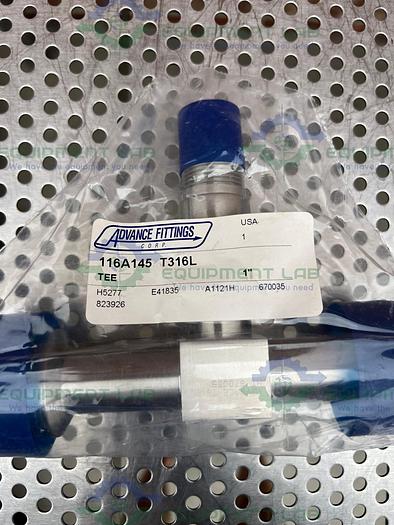 EQUIPMENT LAB
We have the equipment you need
ADVANCE FITTINGS
CORP.
USA
1
116A145 T316L
TEE 1"
H5277 E41835 A1121H 670035
823926